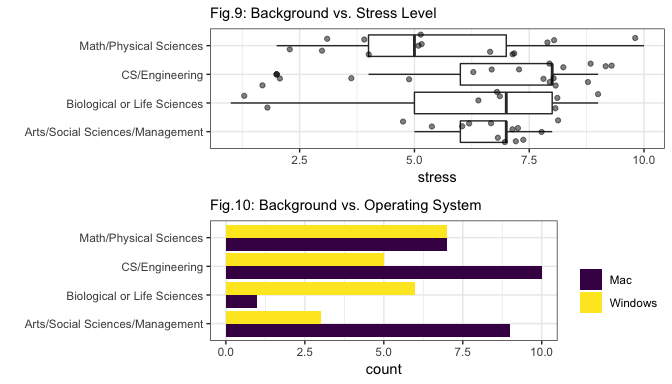 Fig.9: Background vs. Stress Level
Math/Physical Sciences
CS/Engineering
Biological or Life Sciences
Arts/Social Sciences/Management
2.5 5.0 7.5 10.0
stress
Fig.10: Background vs. Operating System
Math/Physical Sciences
CS/Engineering
Biological or Life Sciences
Arts/Social Sciences/Management
0.0 2.5 5.0 7.5 10.0
count
Mac
Windows